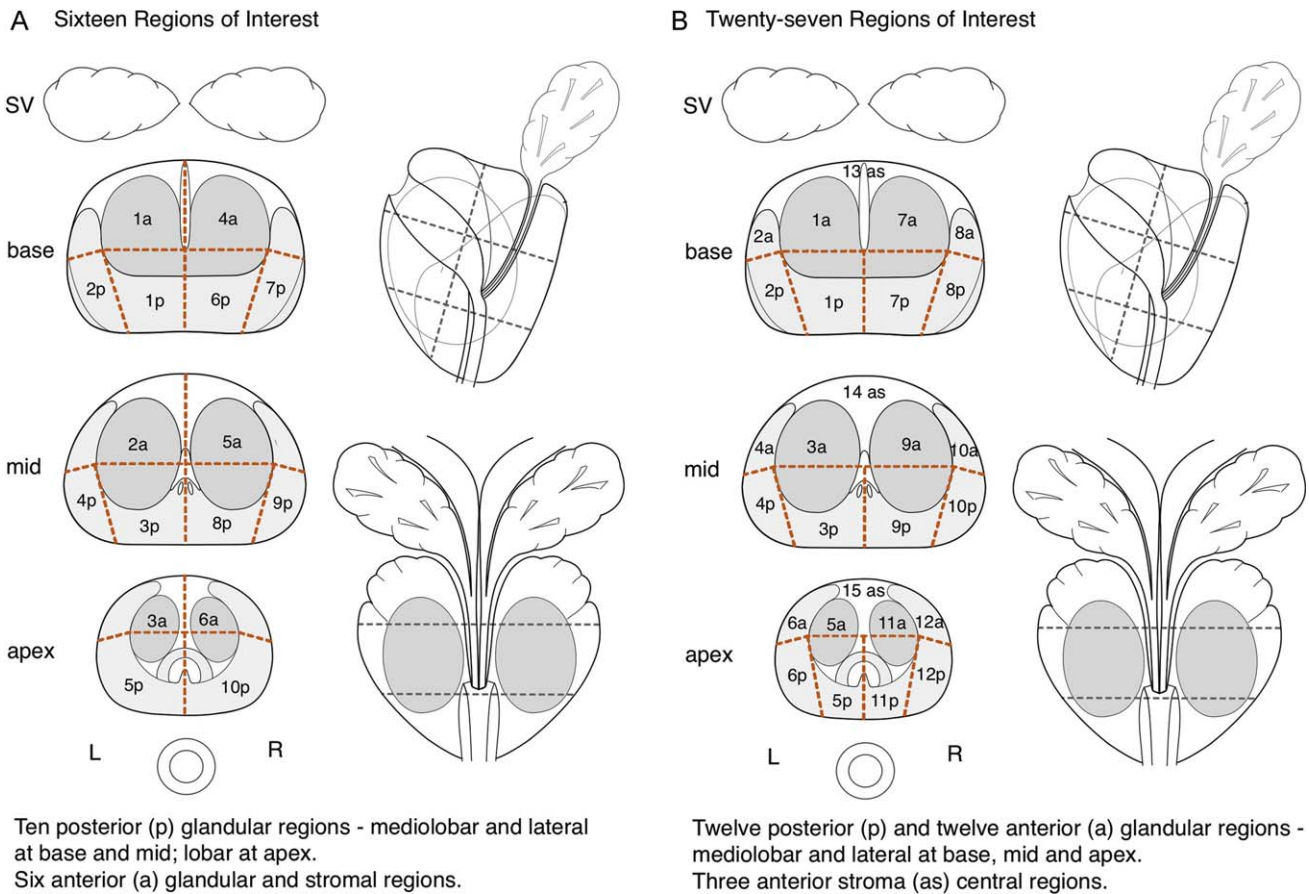 A Sixteen Regions of Interest
SV
base
1a 4a
2p 1p 6p 7p
mid
2a 5a
4p 3p 8p 9p
apex
3a 6a
5p 10p
L R
Ten posterior (p) glandular regions - mediolobar and lateral
at base and mid; lobar at apex.
Six anterior (a) glandular and stromal regions.
B Twenty-seven Regions of Interest
SV
13 as
base
2a 1a 7a 8a
2p 1p 7p 8p
14 as
mid
4a 3a 9a 10a
4p 3p 9p 10p
15 as
apex
6a 5a 11a 12a
6p 5p 11p 12p
L R
Twelve posterior (p) and twelve anterior (a) glandular regions -
mediolobar and lateral at base, mid and apex.
Three anterior stroma (as) central regions.